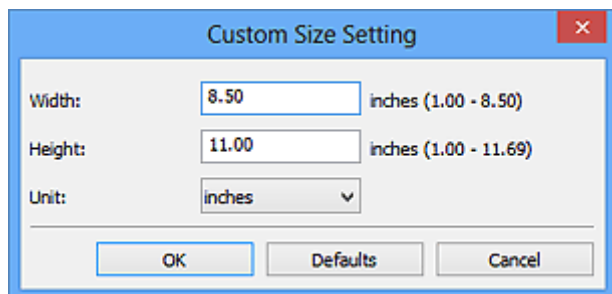 Custom Size Setting
Width: 8.50 inches (1.00 - 8.50)
Height: 11.00 inches (1.00 - 11.69)
Unit: inches
OK Defaults Cancel